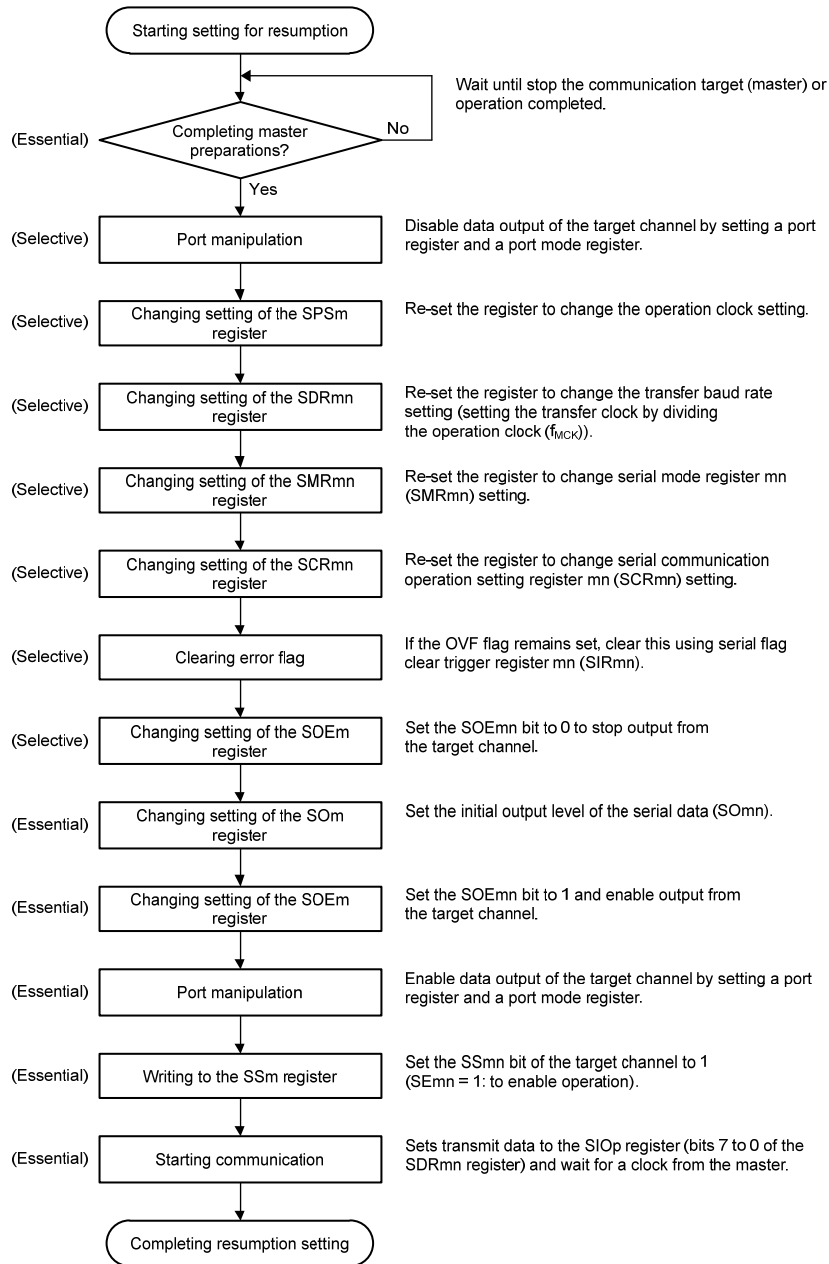 Starting setting for resumption
Wait until stop the communication target (master) or
operation completed.
(Essential)
Completing master
preparations?
No
Yes
(Selective)
Port manipulation
Disable data output of the target channel by setting a port
register and a port mode register.
(Selective)
Changing setting of the SPSm
register
Re-set the register to change the operation clock setting.
(Selective)
Changing setting of the SDRmn
register
Re-set the register to change the transfer baud rate
setting (setting the transfer clock by dividing
the operation clock (fMCK)).
(Selective)
Changing setting of the SMRmn
register
Re-set the register to change serial mode register mn
(SMRmn) setting.
(Selective)
Changing setting of the SCRmn
register
Re-set the register to change serial communication
operation setting register mn (SCRmn) setting.
(Selective)
Clearing error flag
If the OVF flag remains set, clear this using serial flag
clear trigger register mn (SIRmn).
(Selective)
Changing setting of the SOEm
register
Set the SOEmn bit to 0 to stop output from
the target channel.
(Essential)
Changing setting of the SOm
register
Set the initial output level of the serial data (SOmn).
(Essential)
Changing setting of the SOEm
register
Set the SOEmn bit to 1 and enable output from
the target channel.
(Essential)
Port manipulation
Enable data output of the target channel by setting a port
register and a port mode register.
(Essential)
Writing to the SSm register
Set the SSmn bit of the target channel to 1
(SEmn = 1: to enable operation).
(Essential)
Starting communication
Sets transmit data to the SIOp register (bits 7 to 0 of the
SDRmn register) and wait for a clock from the master.
Completing resumption setting